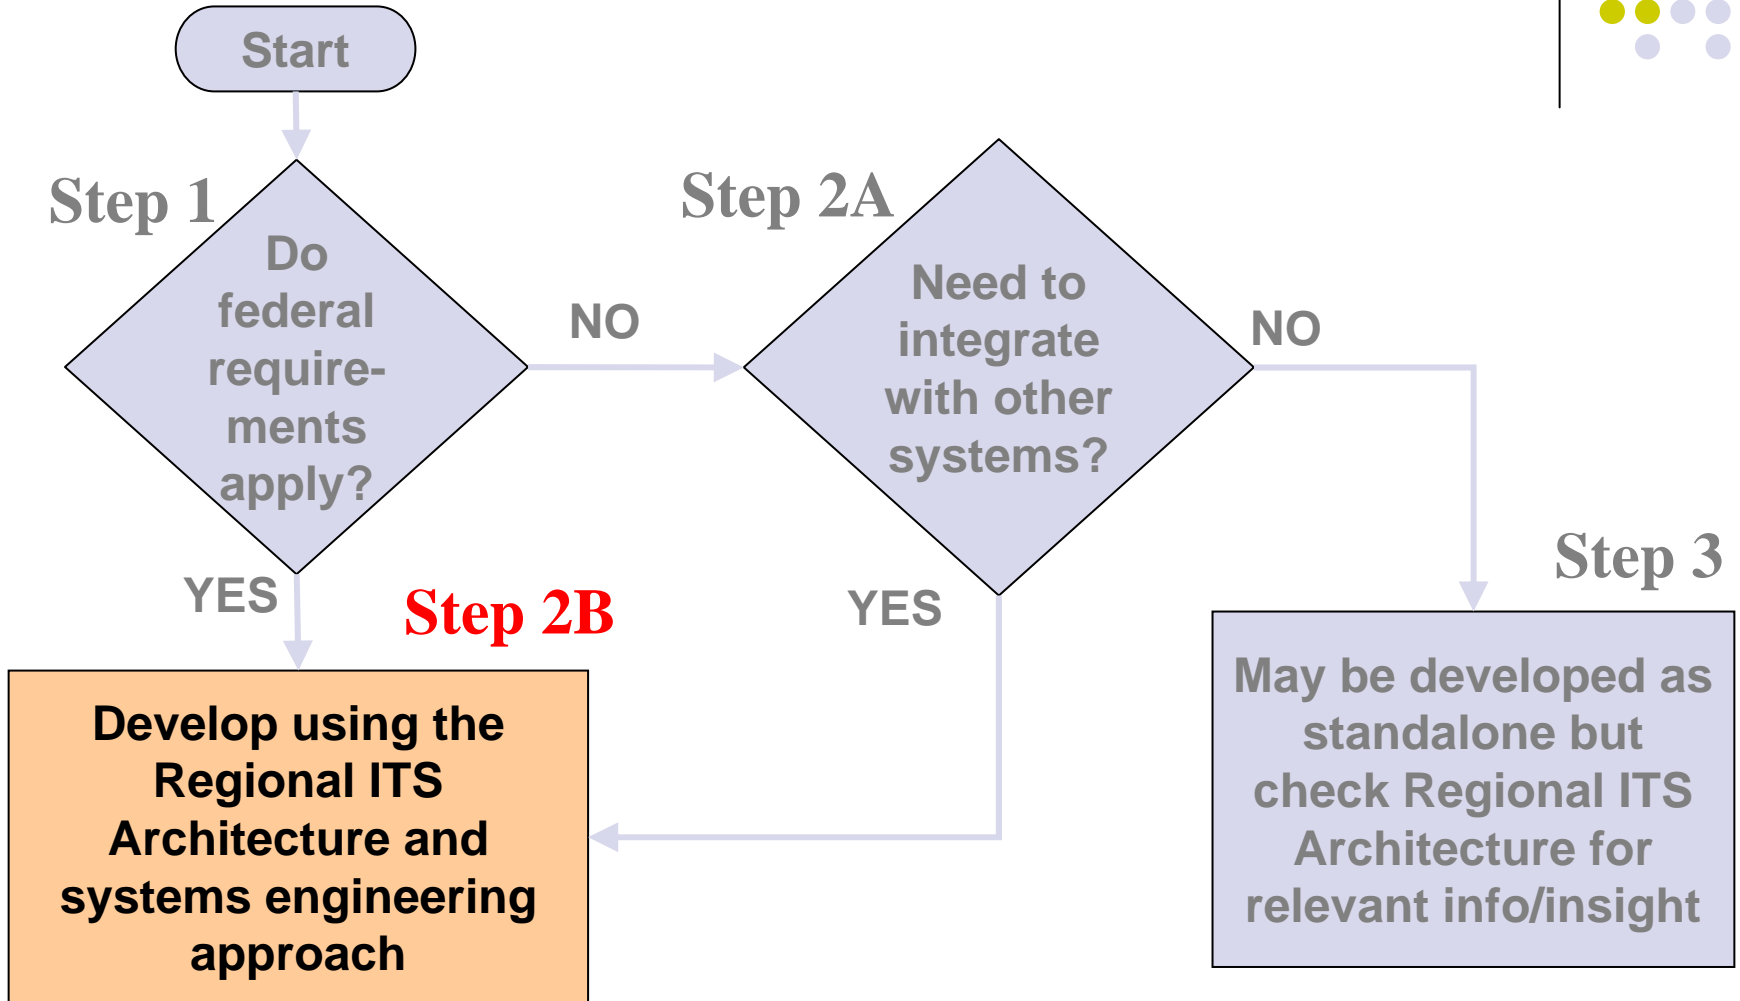 Start
Step 1
Do
federal
require-
ments
apply?
NO
Step 2A
Need to
integrate
with other
systems?
NO
YES
Step 2B
YES
Step 3
Develop using the
Regional ITS
Architecture and
systems engineering
approach
May be developed as
standalone but
check Regional ITS
Architecture for
relevant info/insight